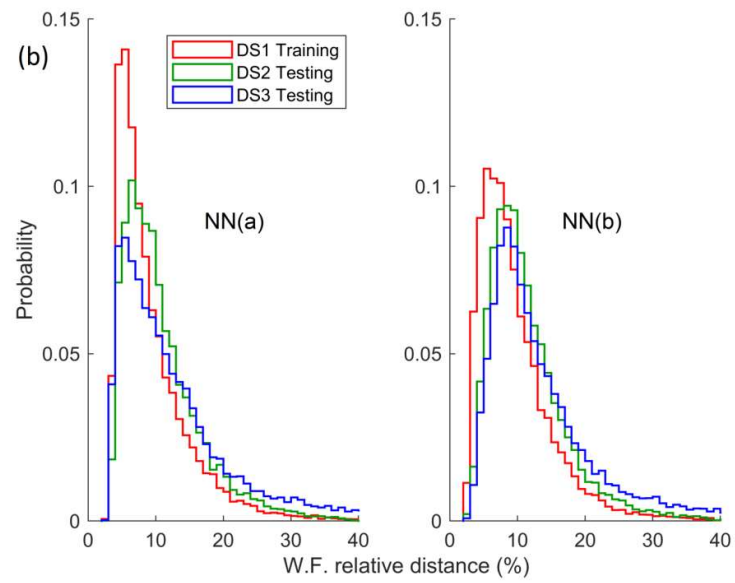 (b)
DS1 Training
DS2 Testing
DS3 Testing
NN(a)
NN(b)
Probability
0.15
0.1
0.05
0
0.15
0.1
0.05
0
0 10 20 30 40
0 10 20 30 40
W.F. relative distance (%)